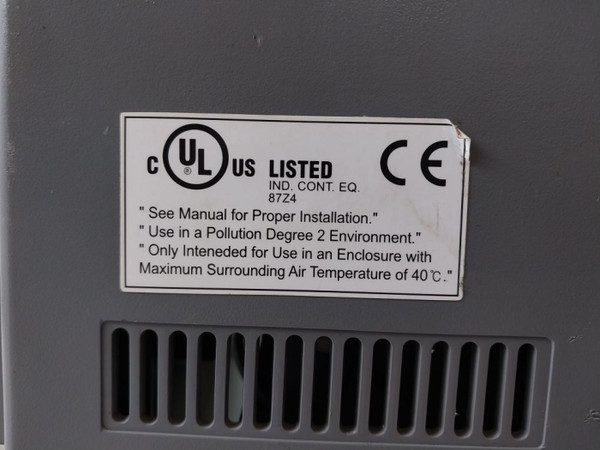 C UL ® US LISTED CE
IND. CONT. EQ.
87Z4
" See Manual for Proper Installation."
" Use in a Pollution Degree 2 Environment."
" Only Inteneded for Use in an Enclosure with
Maximum Surrounding Air Temperature of 40℃."